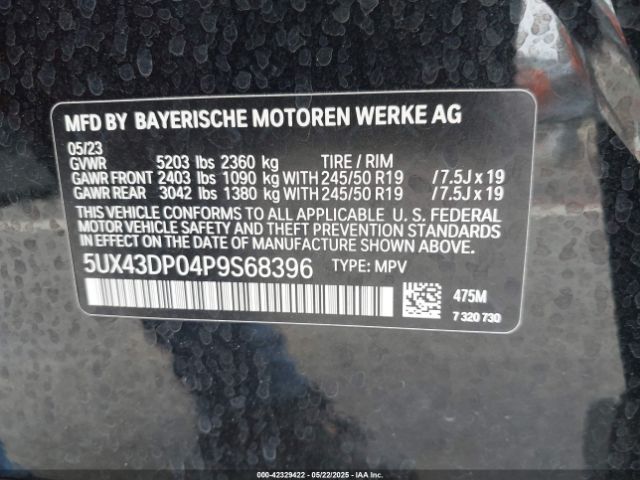 MFD BY BAYERISCHE MOTOREN WERKE AG
05/23
GVWR 5203 lbs 2360 kg TIRE / RIM
GAWR FRONT 2403 lbs 1090 kg WITH 245/50 R19 /7.5J x 19
GAWR REAR 3042 lbs 1380 kg WITH 245/50 R19 /7.5J x 19
THIS VEHICLE CONFORMS TO ALL APPLICABLE U. S. FEDERAL
MOTOR VEHICLE SAFETY AND THEFT PREVENTION STANDARDS
IN EFFECT ON THE DATE OF MANUFACTURE SHOWN ABOVE.
5UX43DP04P9S68396 TYPE: MPV
475M
7 320 730
000-42329422 - 05/22/2025 - IAAI.COM